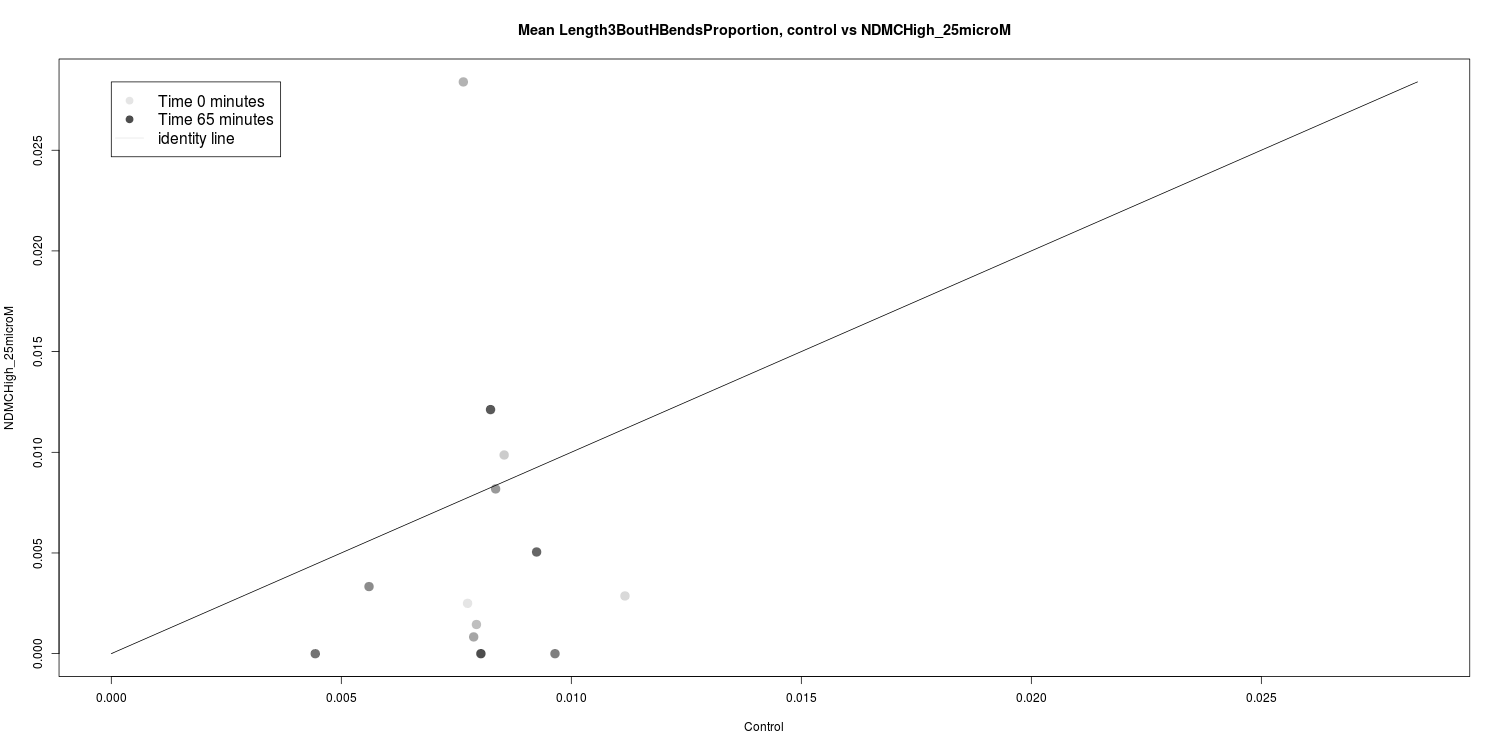 Mean Length3BoutHBendsProportion, control vs NDMCHigh_25microM
Time 0 minutes
Time 65 minutes
identity line
NDMCHigh_25microM
0.025
0.020
0.015
0.010
0.005
0.000
0.000 0.005 0.010 0.015 0.020 0.025
Control